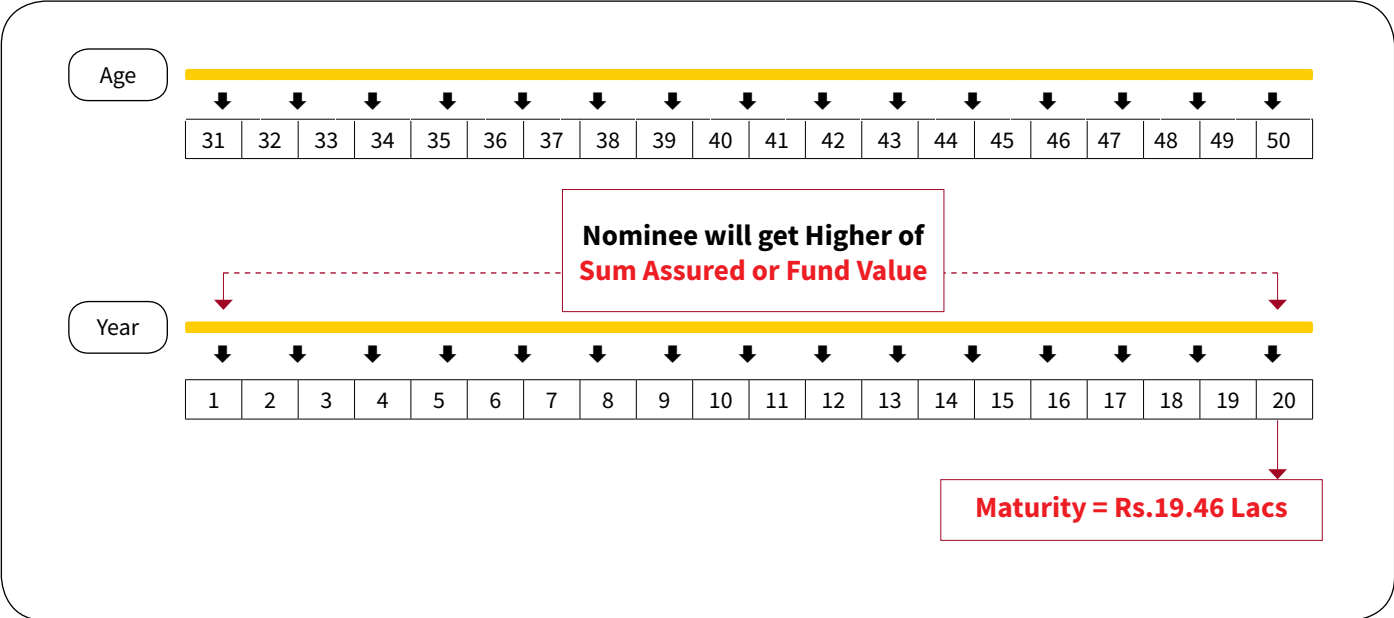 Age
31 32 33 34 35 36 37 38 39 40 41 42 43 44 45 46 47 48 49 50
Nominee will get Higher of
Sum Assured or Fund Value
Year
1 2 3 4 5 6 7 8 9 10 11 12 13 14 15 16 17 18 19 20
Maturity = Rs.19.46 Lacs